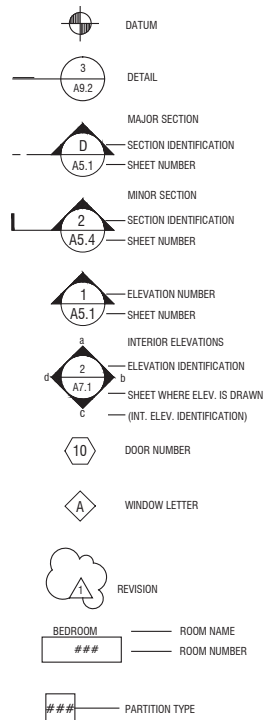 DATUM
3
A9.2
DETAIL
MAJOR SECTION
D
SECTION IDENTIFICATION
A5.1
SHEET NUMBER
MINOR SECTION
2
SECTION IDENTIFICATION
A5.4
SHEET NUMBER
1
ELEVATION NUMBER
A5.1
SHEET NUMBER
a
INTERIOR ELEVATIONS
2
ELEVATION IDENTIFICATION
d
b
A7.1
SHEET WHERE ELEV. IS DRAWN
c
(INT. ELEV. IDENTIFICATION)
10
DOOR NUMBER
A
WINDOW LETTER
1
REVISION
BEDROOM
ROOM NAME
###
ROOM NUMBER
###
PARTITION TYPE